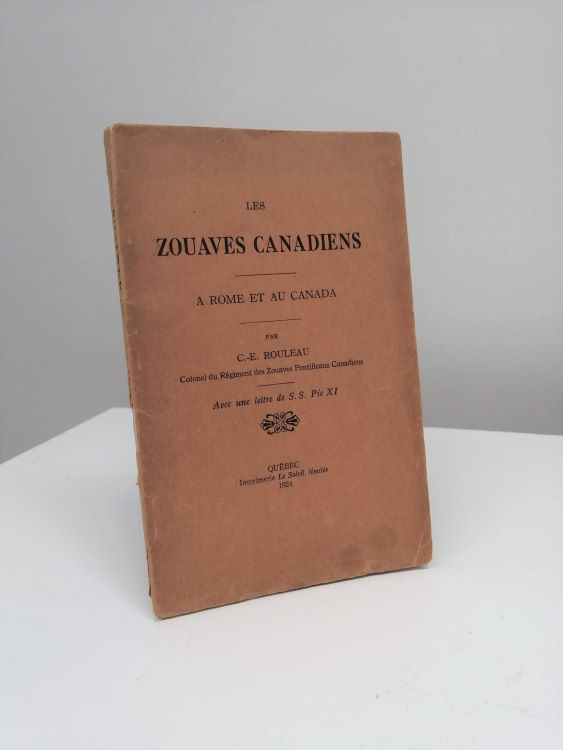 LES
ZOUAVES CANADIENS
A ROME ET AU CANADA
PAR
C.-E. ROULEAU
Colonel du Régiment des Zouaves Pontificaux Canadiens
Avec une lettre de S. S. Pie XI
QUÉBEC
Imprimerie Le Soleil, limitée
1924